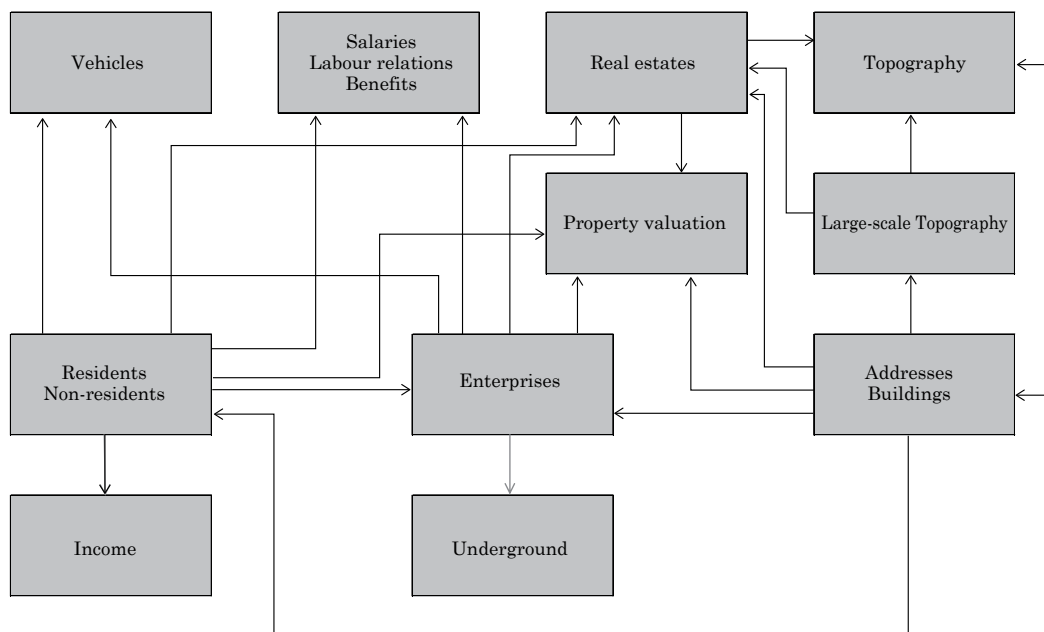 Vehicles
Salaries
Labour relations
Benefits
Real estates
Topography
Property valuation
Large-scale Topography
Residents
Non-residents
Enterprises
Addresses
Buildings
Income
Underground